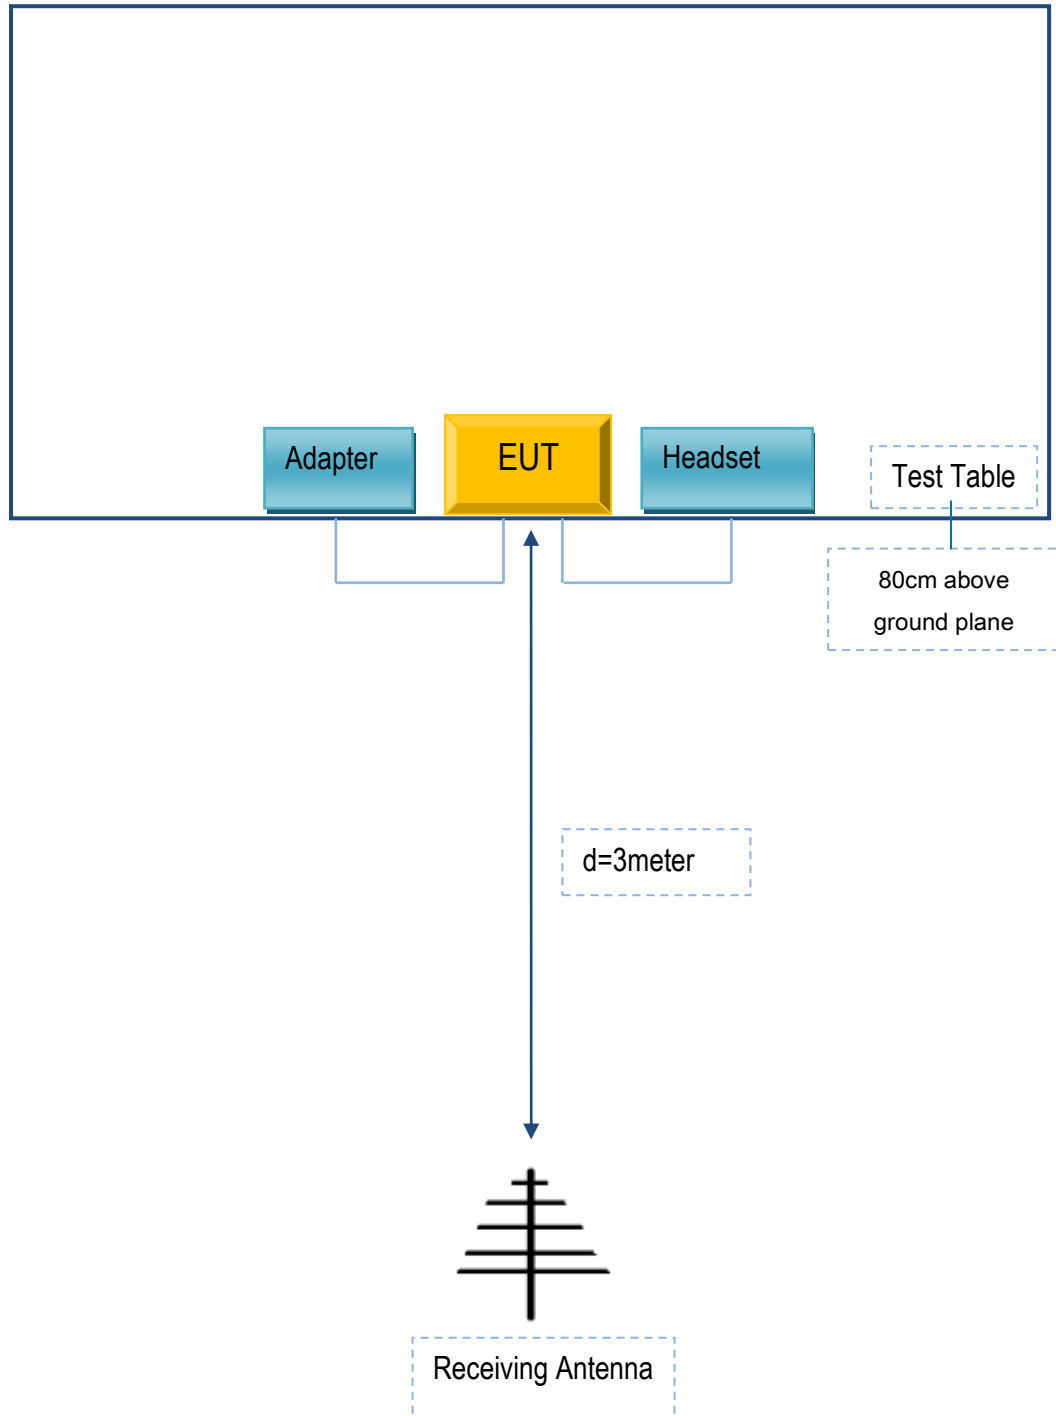 Adapter
EUT
Headset
Test Table
80cm above
ground plane
d=3meter
Receiving Antenna